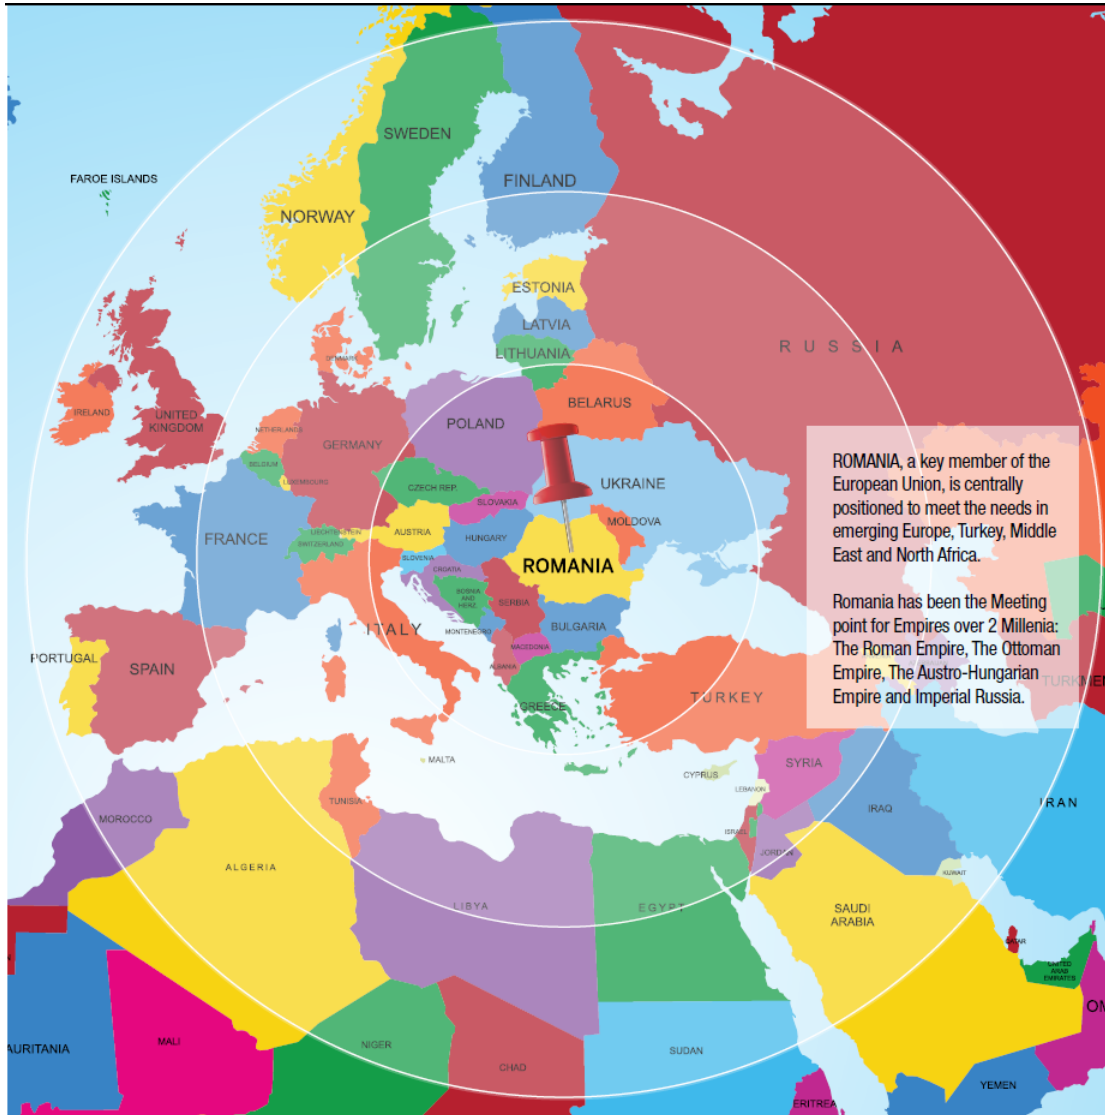 SWEDEN
FINLAND
FAROE ISLANDS
NORWAY
ESTONIA
LATVIA
RUSSIA
LITHUANIA
DENMARK
BELARUS
IRELAND
UNITED
KINGDOM
POLAND
NETHERLANDS
GERMANY
BELGIUM
LUXEMBOURG
CZECH REP.
UKRAINE
SLOVAKIA
MOLDOVA
AUSTRIA
LIECHTENSTEIN
SWITZERLAND
FRANCE
HUNGARY
SLOVENIA
CROATIA
ROMANIA
BOSNIA
AND
HERZ.
SERBIA
ITALY
MONTENEGRO
BULGARIA
MACEDONIA
ALBANIA
PORTUGAL
SPAIN
GREECE
TURKEY
ROMANIA, a key member of the
European Union, is centrally
positioned to meet the needs in
emerging Europe, Turkey, Middle
East and North Africa.
Romania has been the Meeting
point for Empires over 2 Millenia:
The Roman Empire, The Ottoman
Empire, The Austro-Hungarian
Empire and Imperial Russia.
TURKMEN
MALTA
CYPRUS
SYRIA
LEBANON
TUNISIA
MOROCCO
IRAQ
IRAN
ISRAEL
JORDAN
ALGERIA
KUWAIT
LIBYA
EGYPT
SAUDI
ARABIA
QATAR
UNITED
ARAB
EMIRATES
OM
AURITANIA
MALI
NIGER
CHAD
SUDAN
YEMEN
ERITREA